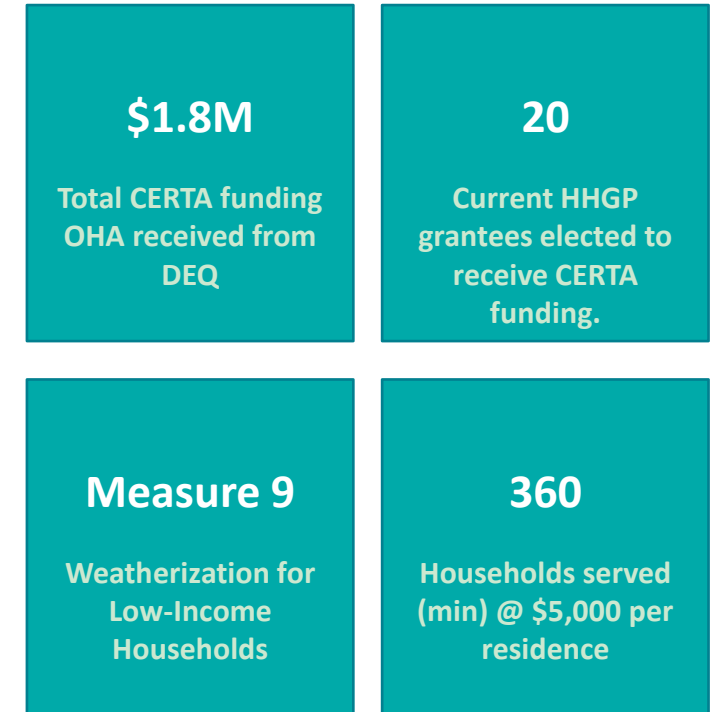 $1.8M
Total CERTA funding
OHA received from
DEQ
20
Current HHGP
grantees elected to
receive CERTA
funding.
Measure 9
Weatherization for
Low-Income
Households
360
Households served
(min) @ $5,000 per
residence